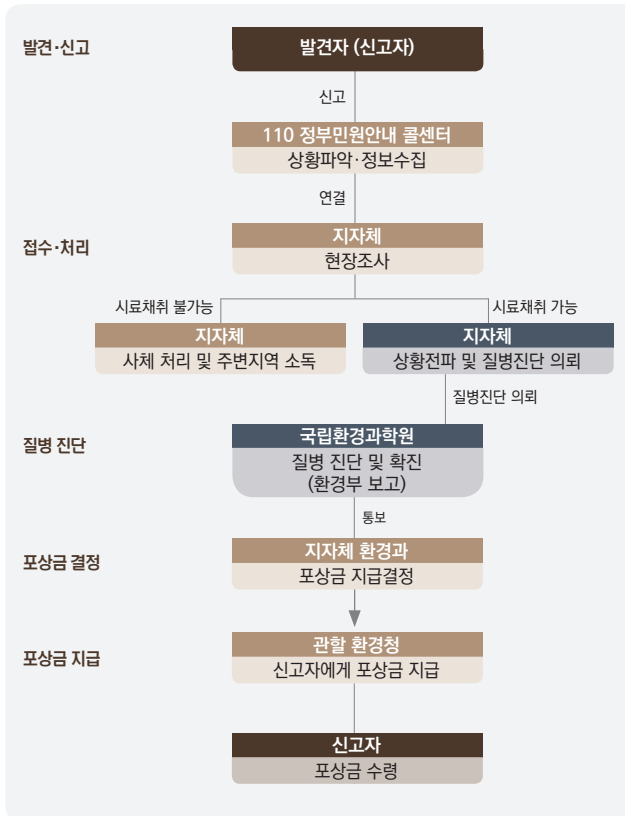 발견·신고
발견자 (신고자)
신고
110 정부민원안내 콜센터
상황파악·정보수집
연결
접수·처리
지자체
현장조사
시료채취 불가능
시료채취 가능
지자체
사체 처리 및 주변지역 소독
지자체
상황전파 및 질병진단 의뢰
질병진단 의뢰
질병 진단
국립환경과학원
질병 진단 및 확진
(환경부 보고)
통보
포상금 결정
지자체 환경과
포상금 지급결정
포상금 지급
관할 환경청
신고자에게 포상금 지급
신고자
포상금 수령